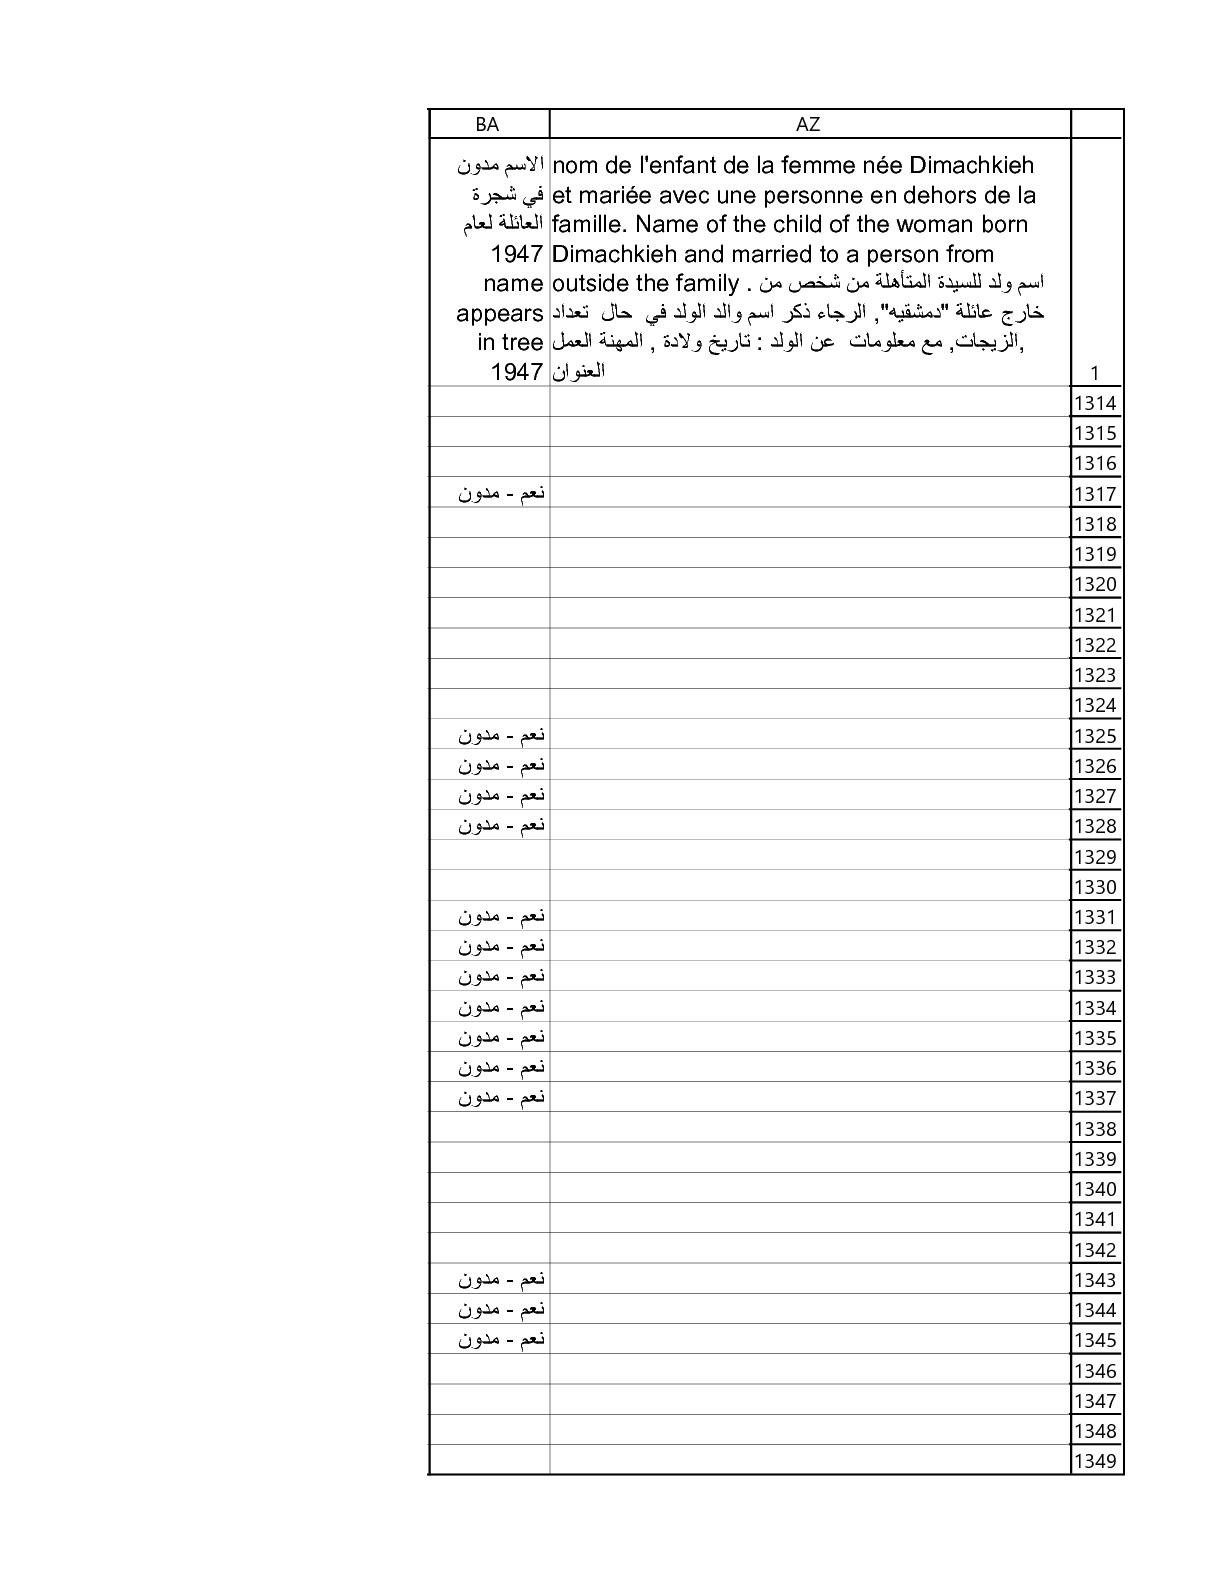 BA AZ
الاسم مدون
في شجرة
العائلة لعام
1947
name
appears
in tree
1947
nom de l'enfant de la femme née Dimachkieh
et mariée avec une personne en dehors de la
famille. Name of the child of the woman born
Dimachkieh and married to a person from
outside the family . اسم ولد للسيدة المتأهلة من شخص من
خارج عائلة "دمشقيه", الرجاء ذكر اسم والد الولد في حال تعداد
الزيجات, مع معلومات عن الولد : تاريخ ولادة , المهنة العمل,
العنوان
1
1314
1315
1316
نعم - مدون 1317
1318
1319
1320
1321
1322
1323
1324
نعم - مدون 1325
نعم - مدون 1326
نعم - مدون 1327
نعم - مدون 1328
1329
1330
نعم - مدون 1331
نعم - مدون 1332
نعم - مدون 1333
نعم - مدون 1334
نعم - مدون 1335
نعم - مدون 1336
نعم - مدون 1337
1338
1339
1340
1341
1342
نعم - مدون 1343
نعم - مدون 1344
نعم - مدون 1345
1346
1347
1348
1349